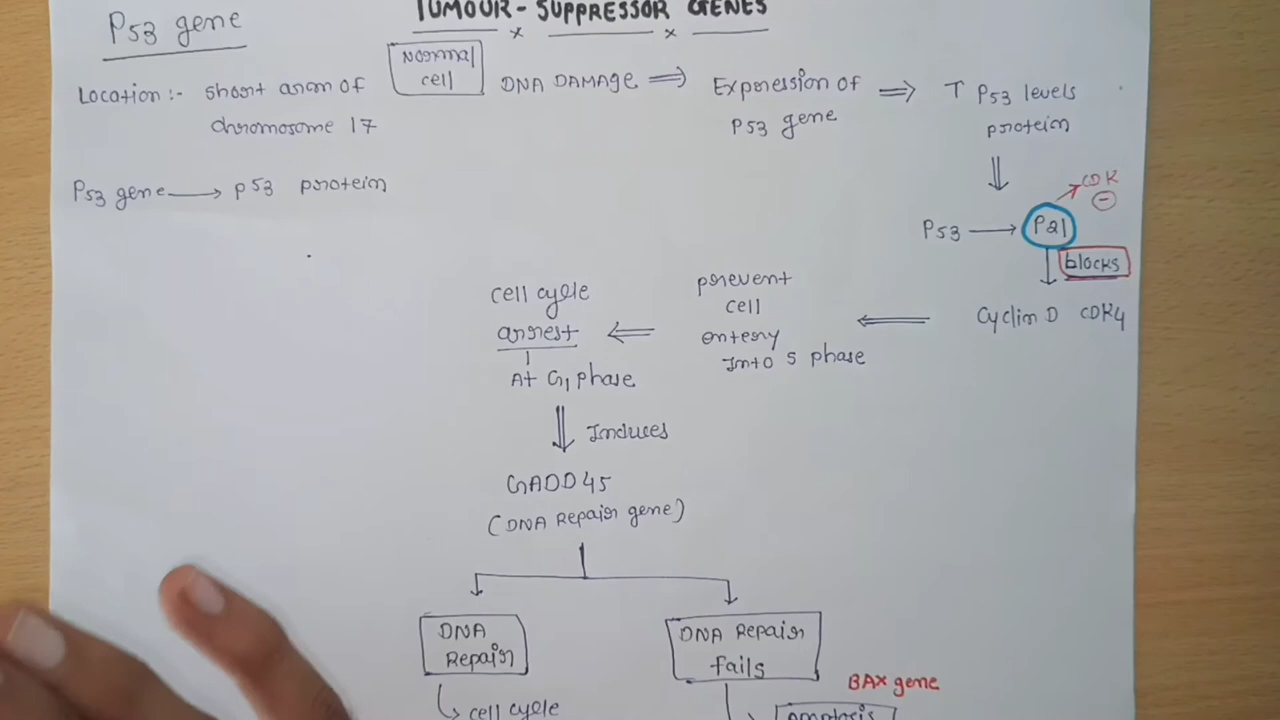 TUMOUR - SUPPRESSOR GENES
P53 gene
Location :- short arm of
chromosome 17
P53 gene → p53 protein
Normal
cell
DNA DAMAGE ⇒
Expression of
P53 gene
⇒ ↑ P53 levels
protein
CDK
⊖
P53 → P21
blocks
Cyclin D CDK4
prevent
cell
entery
Into S phase
cell cycle
arrest
At G1 phase
Induces
GADD45
(DNA Repair gene)
DNA
Repair
cell cycle
DNA Repair
fails
BAX gene
Apoptosis